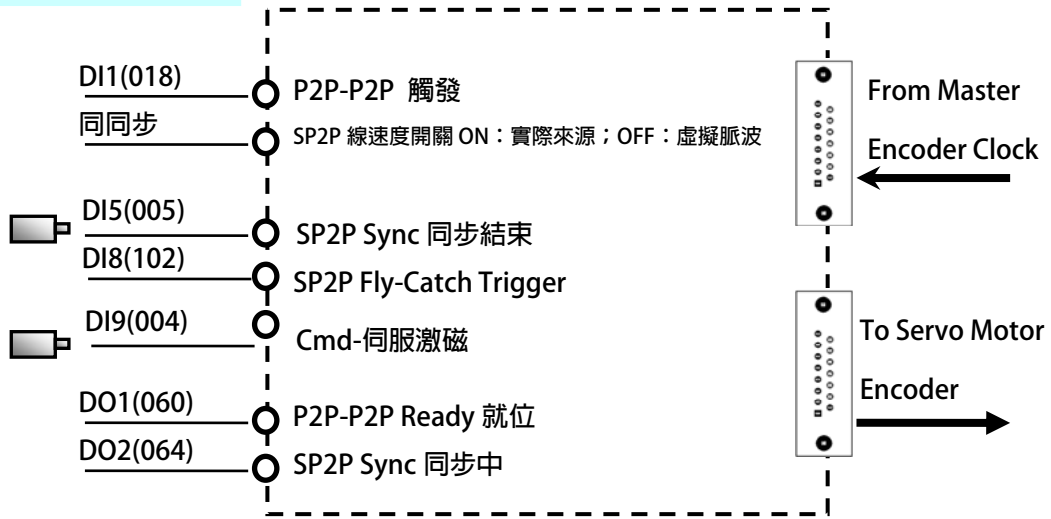 DI1(018)
P2P-P2P 觸發
同同步
SP2P 線速度開關 ON：實際來源；OFF：虛擬脈波
DI5(005)
SP2P Sync 同步結束
DI8(102)
SP2P Fly-Catch Trigger
DI9(004)
Cmd-伺服激磁
DO1(060)
P2P-P2P Ready 就位
DO2(064)
SP2P Sync 同步中
From Master
Encoder Clock
To Servo Motor
Encoder